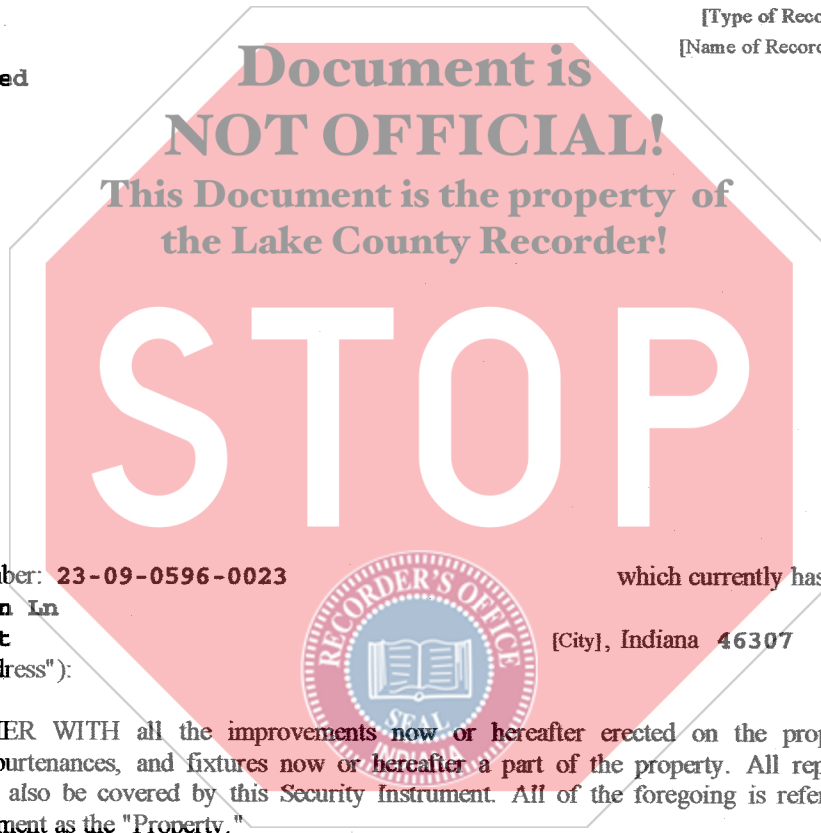 [Type of Reco
[Name of Record
ed
Document is
NOT OFFICIAL!
This Document is the property of
the Lake County Recorder!
STOP
ber: 23-09-0596-0023 which currently has
n Ln
t [City], Indiana 46307
dress"):
RECORDER'S OFFICE
SEAL
INDIANA
ER WITH all the improvements now or hereafter erected on the prop
purtenances, and fixtures now or hereafter a part of the property. All rep
also be covered by this Security Instrument. All of the foregoing is refer
ment as the "Property."